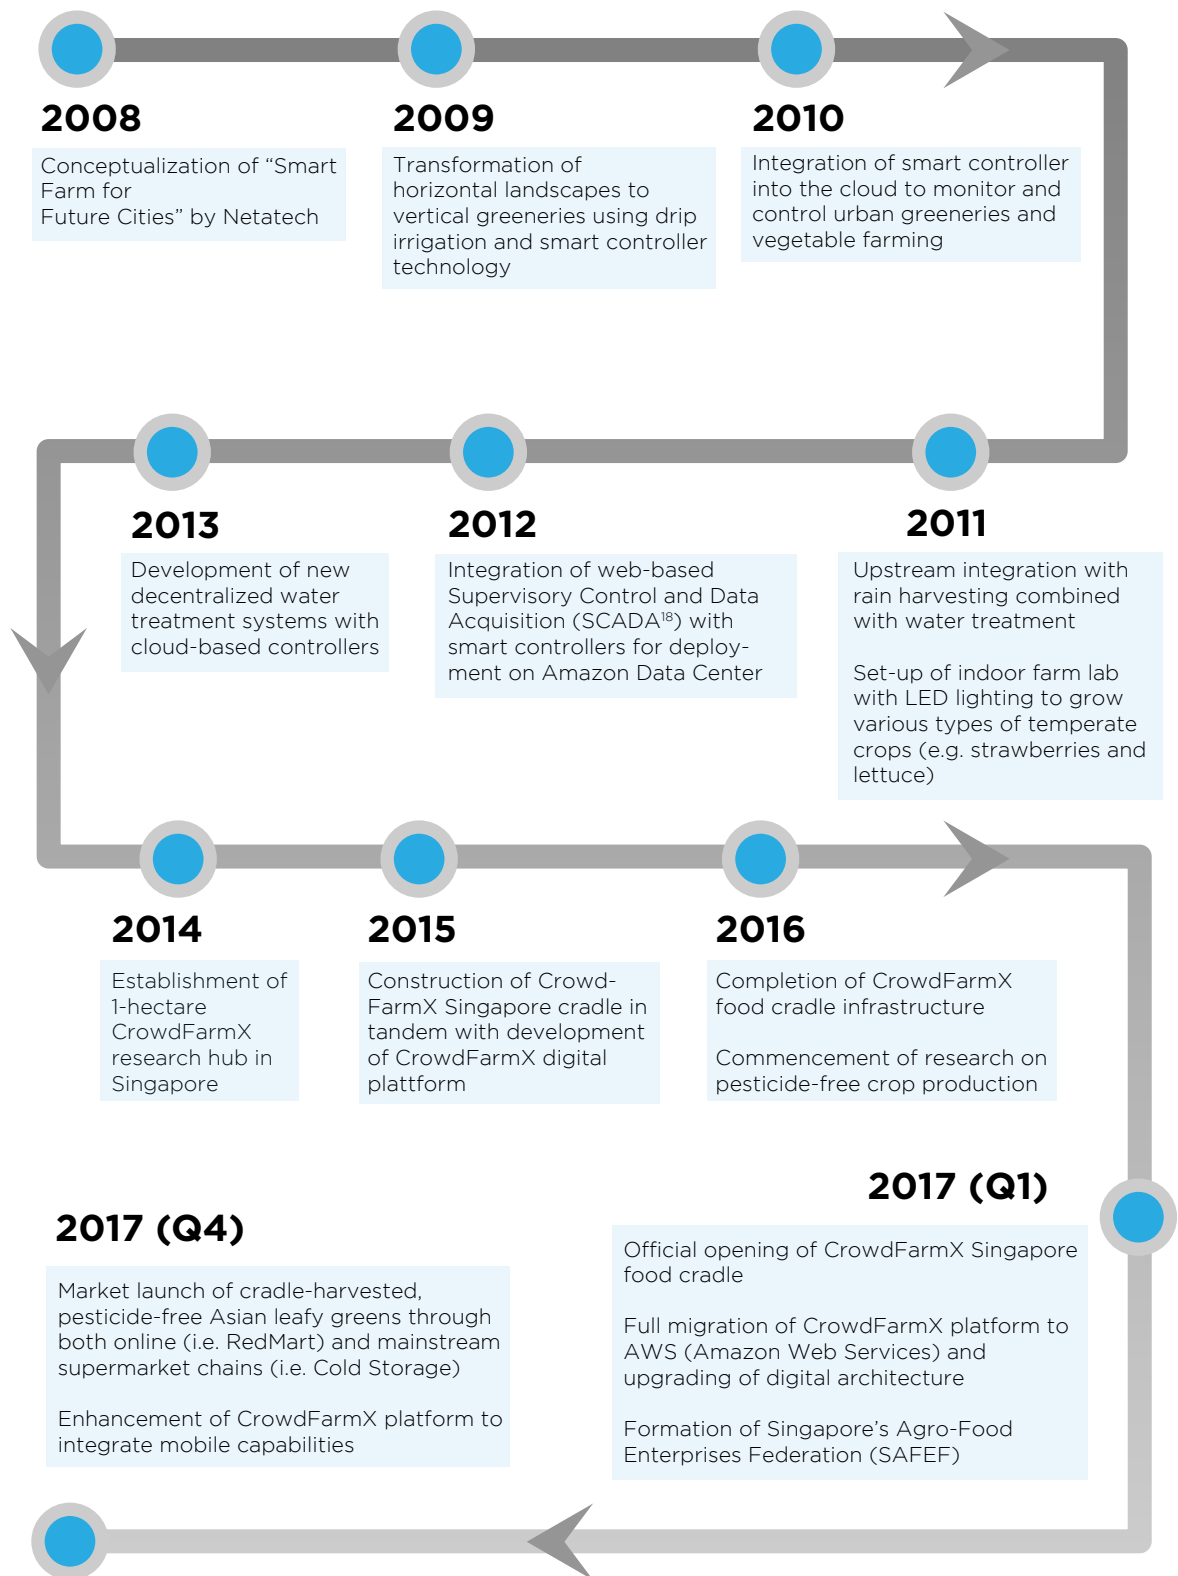 2008
Conceptualization of “Smart
Farm for
Future Cities” by Netatech
2009
Transformation of
horizontal landscapes to
vertical greeneries using drip
irrigation and smart controller
technology
2010
Integration of smart controller
into the cloud to monitor and
control urban greeneries and
vegetable farming
2011
Upstream integration with
rain harvesting combined
with water treatment
Set-up of indoor farm lab
with LED lighting to grow
various types of temperate
crops (e.g. strawberries and
lettuce)
2012
Integration of web-based
Supervisory Control and Data
Acquisition (SCADA¹⁸) with
smart controllers for deploy-
ment on Amazon Data Center
2013
Development of new
decentralized water
treatment systems with
cloud-based controllers
2014
Establishment of
1-hectare
CrowdFarmX
research hub in
Singapore
2015
Construction of Crowd-
FarmX Singapore cradle in
tandem with development
of CrowdFarmX digital
plattform
2016
Completion of CrowdFarmX
food cradle infrastructure
Commencement of research on
pesticide-free crop production
2017 (Q1)
Official opening of CrowdFarmX Singapore
food cradle
Full migration of CrowdFarmX platform to
AWS (Amazon Web Services) and
upgrading of digital architecture
Formation of Singapore’s Agro-Food
Enterprises Federation (SAFEF)
2017 (Q4)
Market launch of cradle-harvested,
pesticide-free Asian leafy greens through
both online (i.e. RedMart) and mainstream
supermarket chains (i.e. Cold Storage)
Enhancement of CrowdFarmX platform to
integrate mobile capabilities